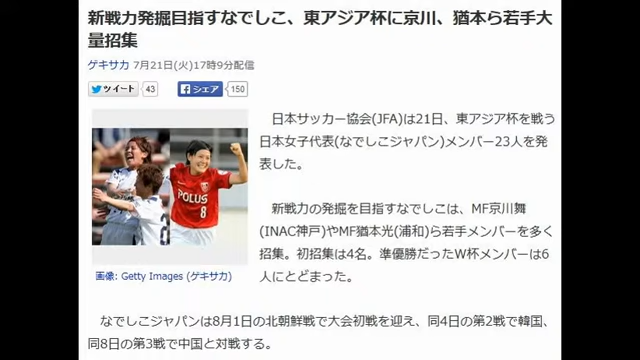 新戦力発掘目指すなでしこ、東アジア杯に京川、猶本ら若手大
量招集
ゲキサカ 7月21日(火)17時9分配信
ツイート 43 シェア 150
POLUS
8
画像: Getty Images (ゲキサカ)
日本サッカー協会(JFA)は21日、東アジア杯を戦う
日本女子代表(なでしこジャパン)メンバー23人を発
表した。
新戦力の発掘を目指すなでしこは、MF京川舞
(INAC神戸)やMF猶本光(浦和)ら若手メンバーを多く
招集。初招集は4名。準優勝だったW杯メンバーは6
人にとどまった。
なでしこジャパンは8月1日の北朝鮮戦で大会初戦を迎え、同4日の第2戦で韓国、
同8日の第3戦で中国と対戦する。